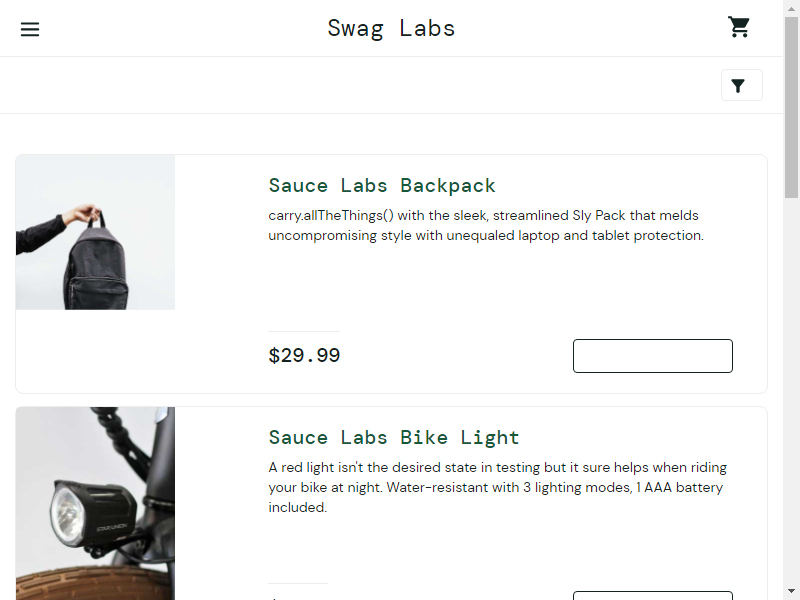 Swag Labs
Sauce Labs Backpack
carry.allTheThings() with the sleek, streamlined Sly Pack that melds
uncompromising style with unequaled laptop and tablet protection.
$29.99
Sauce Labs Bike Light
A red light isn't the desired state in testing but it sure helps when riding
your bike at night. Water-resistant with 3 lighting modes, 1 AAA battery
included.